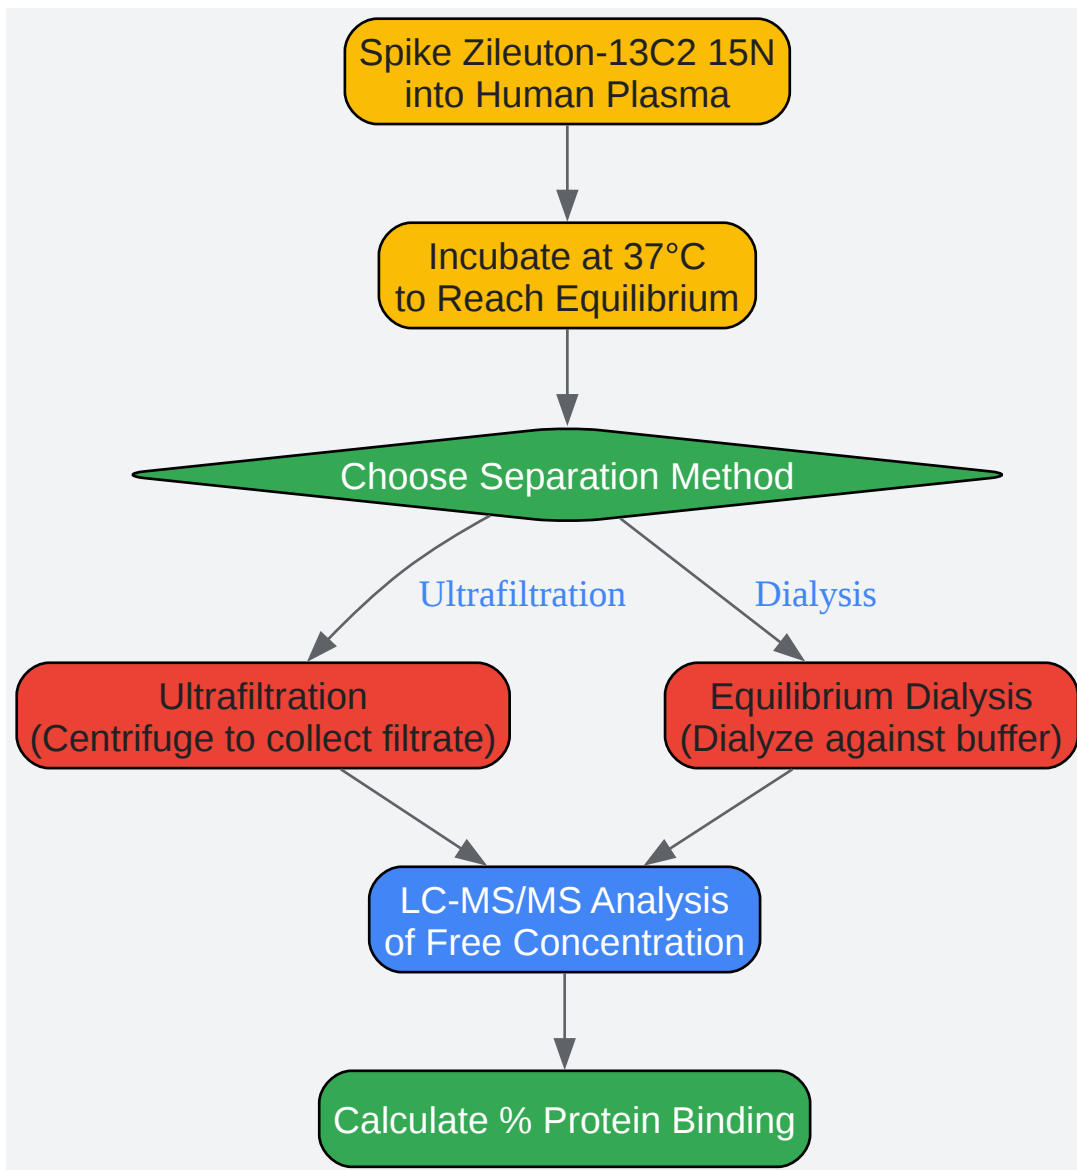 Spike Zileuton-13C2 15N
into Human Plasma
Incubate at 37°C
to Reach Equilibrium
Choose Separation Method
Ultrafiltration
Dialysis
Ultrafiltration
(Centrifuge to collect filtrate)
Equilibrium Dialysis
(Dialyze against buffer)
LC-MS/MS Analysis
of Free Concentration
Calculate % Protein Binding